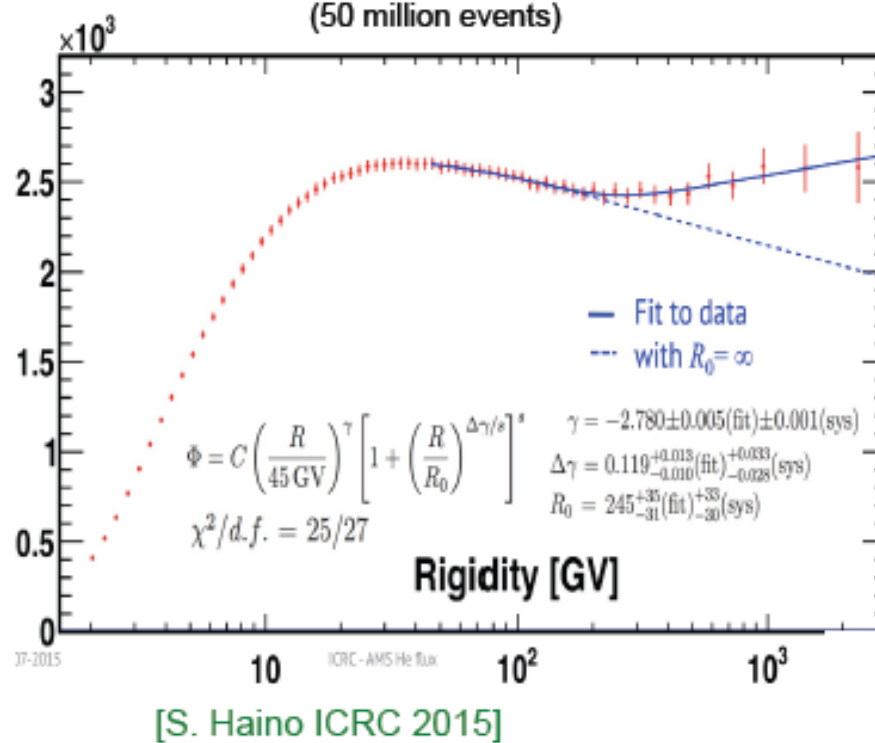 (50 million events)
×10³
3
2.5
2
1.5
1
0.5
0
Fit to data
with R₀=∞
Φ = C (R / 45 GV)^γ [1 + (R / R₀)^{Δγ/s}]^s
χ²/d.f. = 25/27
γ = −2.780±0.005(fit)±0.001(sys)
Δγ = 0.119^{+0.013}_{−0.010}(fit)^{+0.033}_{−0.028}(sys)
R₀ = 245^{+35}_{−31}(fit)^{+33}_{−30}(sys)
Rigidity [GV]
07-2015
ICRC - AMS He flux
10
10²
10³
[S. Haino ICRC 2015]